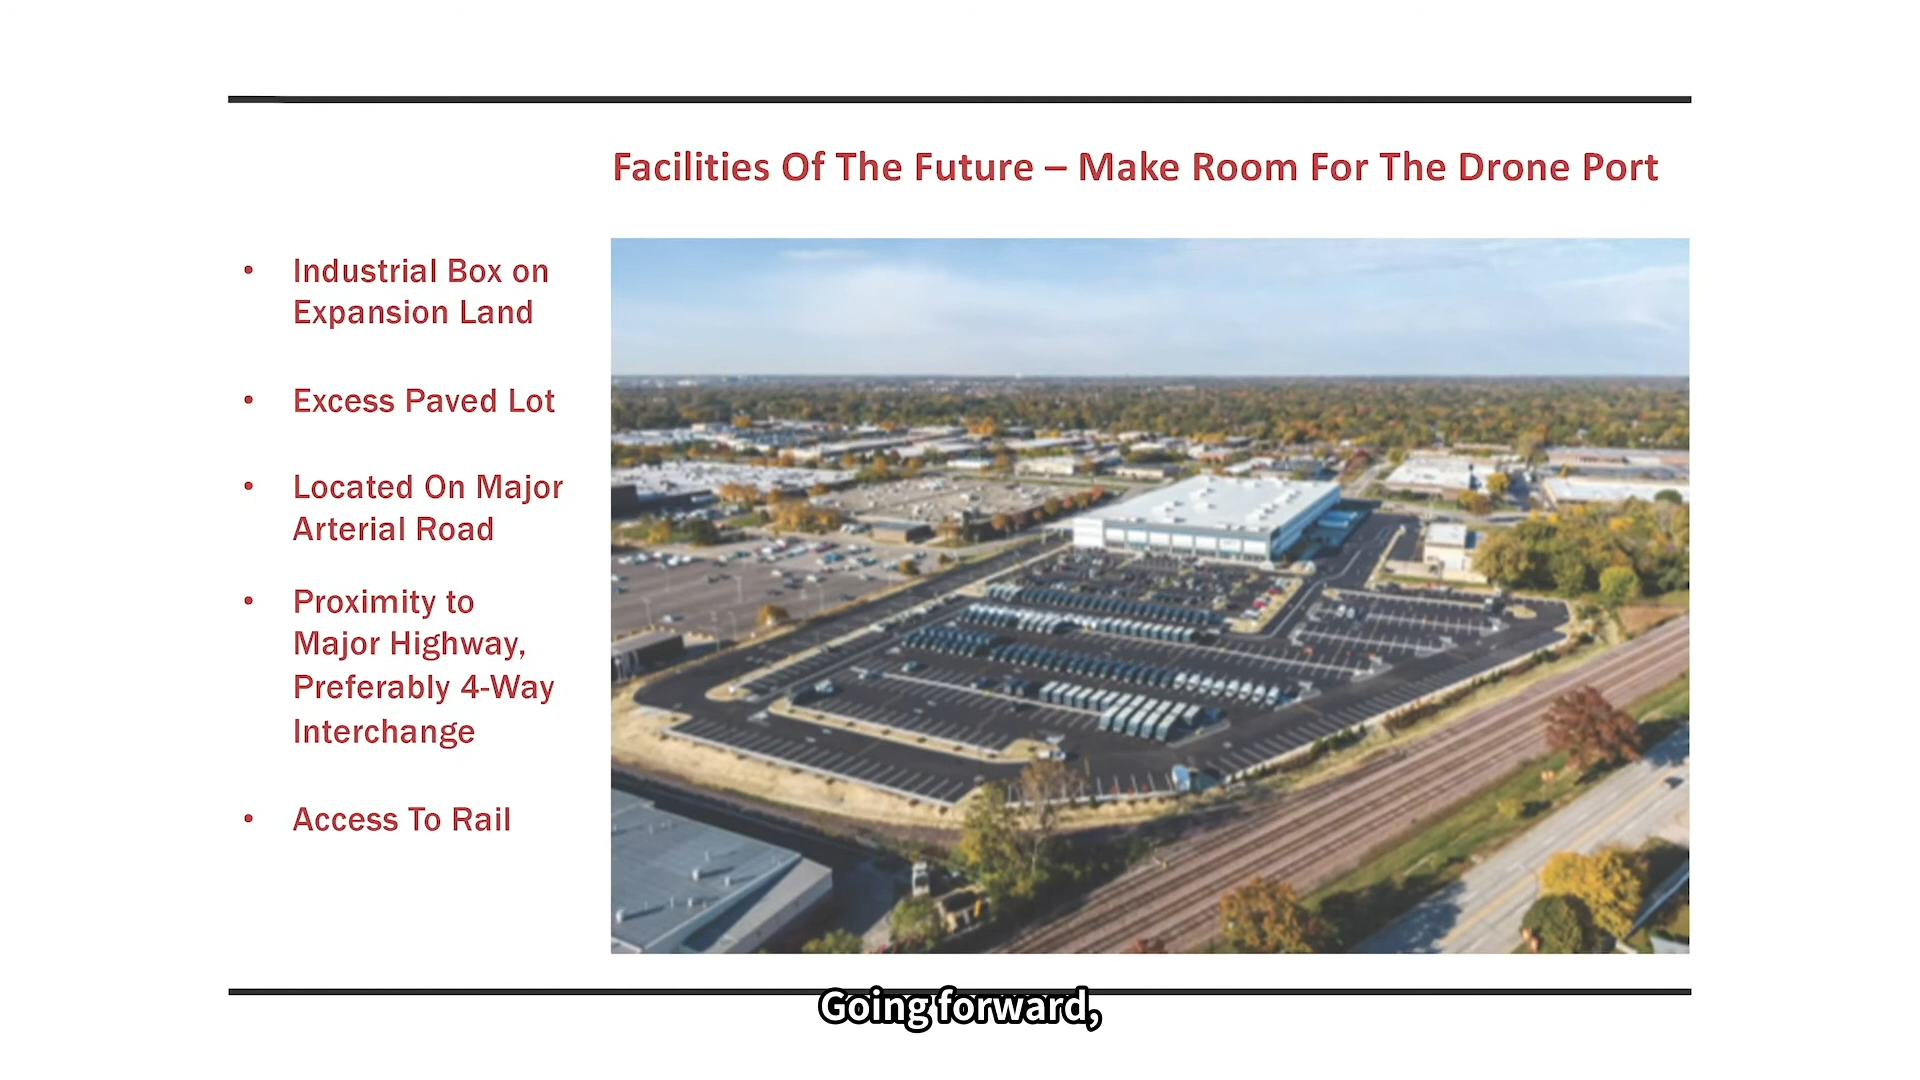 Facilities Of The Future – Make Room For The Drone Port
• Industrial Box on
Expansion Land
• Excess Paved Lot
• Located On Major
Arterial Road
• Proximity to
Major Highway,
Preferably 4-Way
Interchange
• Access To Rail
Going forward,